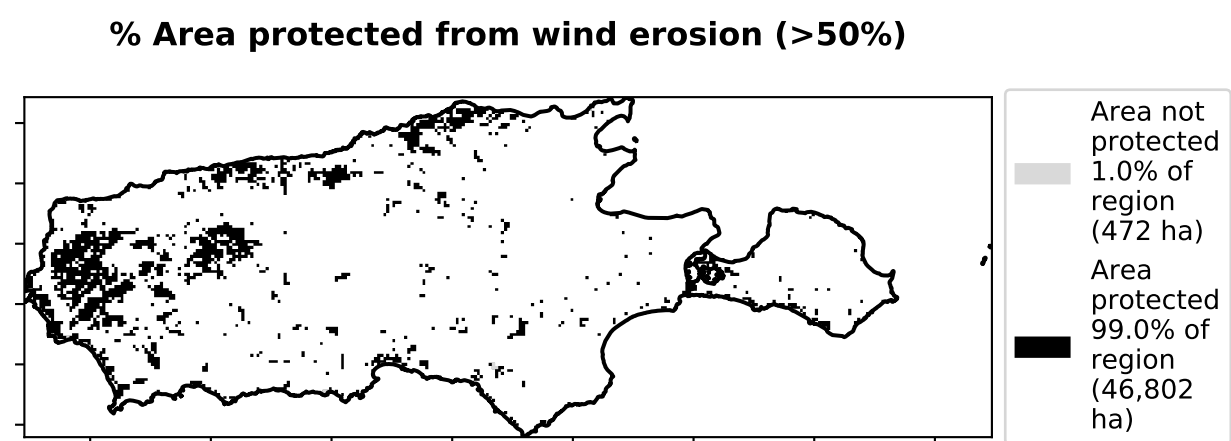 % Area protected from wind erosion (>50%)
Area not
protected
1.0% of
region
(472 ha)
Area
protected
99.0% of
region
(46,802
ha)